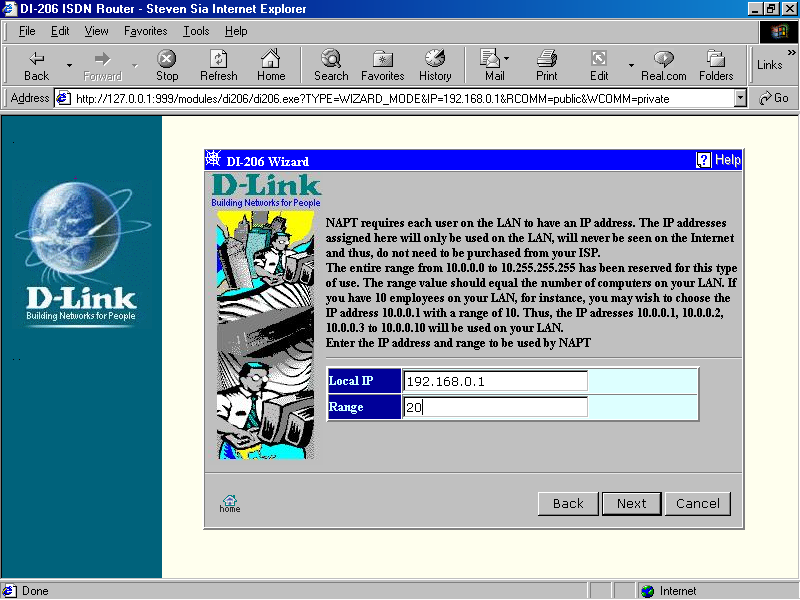 DI-206 ISDN Router - Steven Sia Internet Explorer
File Edit View Favorites Tools Help
Back Forward Stop Refresh Home Search Favorites History Mail Print Edit Real.com Folders Links »
Address http://127.0.0.1:999/modules/di206/di206.exe?TYPE=WIZARD_MODE&IP=192.168.0.1&RCOMM=public&WCOMM=private Go
D-Link
Building Networks for People
DI-206 Wizard ? Help
D-Link
Building Networks for People
NAPT requires each user on the LAN to have an IP address. The IP addresses
assigned here will only be used on the LAN, will never be seen on the Internet
and thus, do not need to be purchased from your ISP.
The entire range from 10.0.0.0 to 10.255.255.255 has been reserved for this type
of use. The range value should equal the number of computers on your LAN. If
you have 10 employees on your LAN, for instance, you may wish to choose the
IP address 10.0.0.1 with a range of 10. Thus, the IP adresses 10.0.0.1, 10.0.0.2,
10.0.0.3 to 10.0.0.10 will be used on your LAN.
Enter the IP address and range to be used by NAPT
Local IP 192.168.0.1
Range 20
home
Back Next Cancel
Done Internet